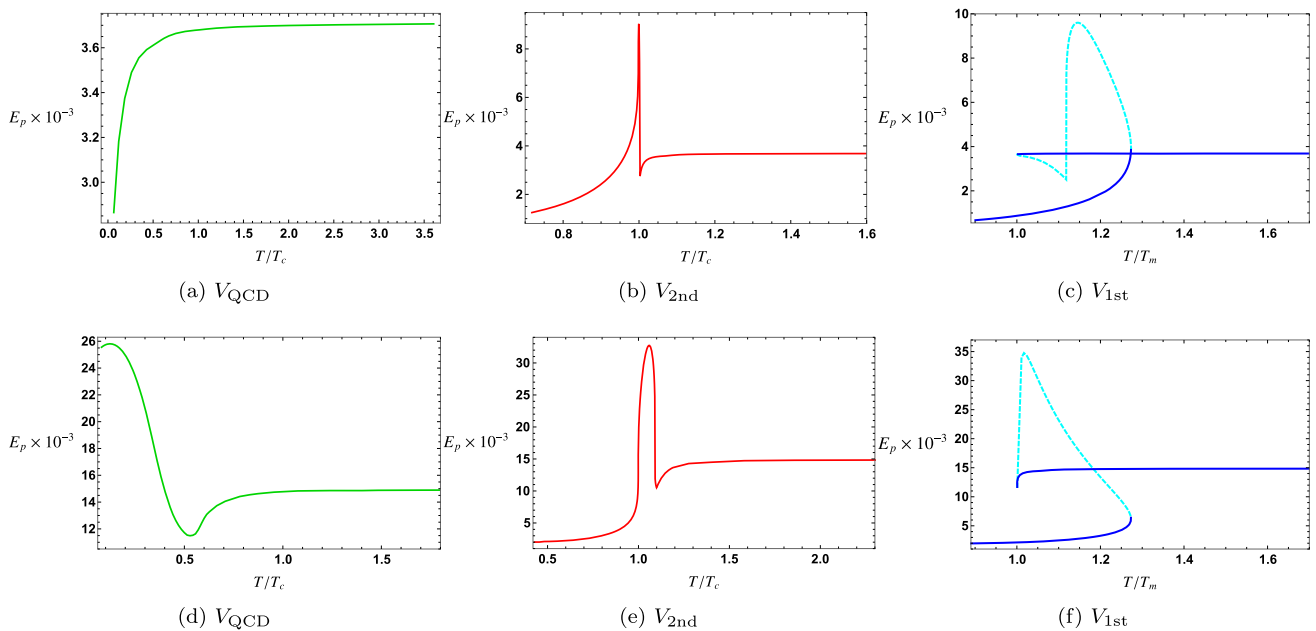 3.6
3.4
3.2
3.0
E_p × 10⁻³
0.0 0.5 1.0 1.5 2.0 2.5 3.0 3.5
T/T_c
(a) V_QCD
8
6
4
2
E_p × 10⁻³
0.8 1.0 1.2 1.4 1.6
T/T_c
(b) V_2nd
10
8
6
4
2
E_p × 10⁻³
1.0 1.2 1.4 1.6
T/T_m
(c) V_1st
26
24
22
20
18
16
14
12
E_p × 10⁻³
0.5 1.0 1.5
T/T_c
(d) V_QCD
30
25
20
15
10
5
E_p × 10⁻³
0.5 1.0 1.5 2.0
T/T_c
(e) V_2nd
35
30
25
20
15
10
5
E_p × 10⁻³
1.0 1.2 1.4 1.6
T/T_m
(f) V_1st